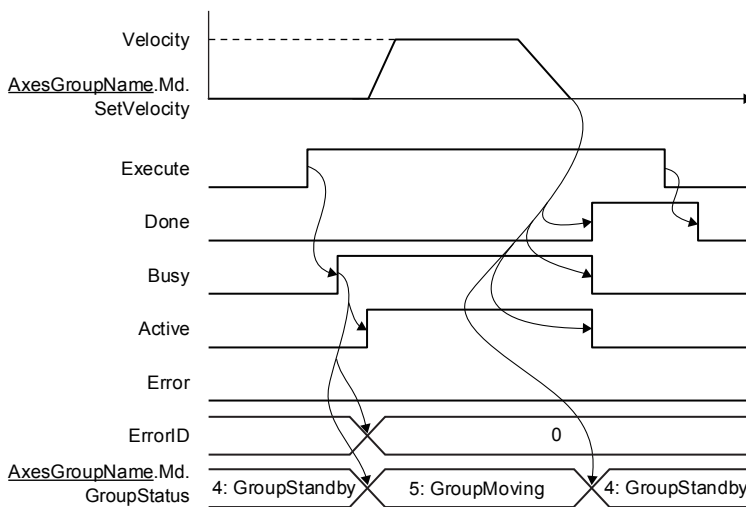 Velocity
AxesGroupName.Md.
SetVelocity
Execute
Done
Busy
Active
Error
ErrorID
0
AxesGroupName.Md.
GroupStatus
4: GroupStandby
5: GroupMoving
4: GroupStandby